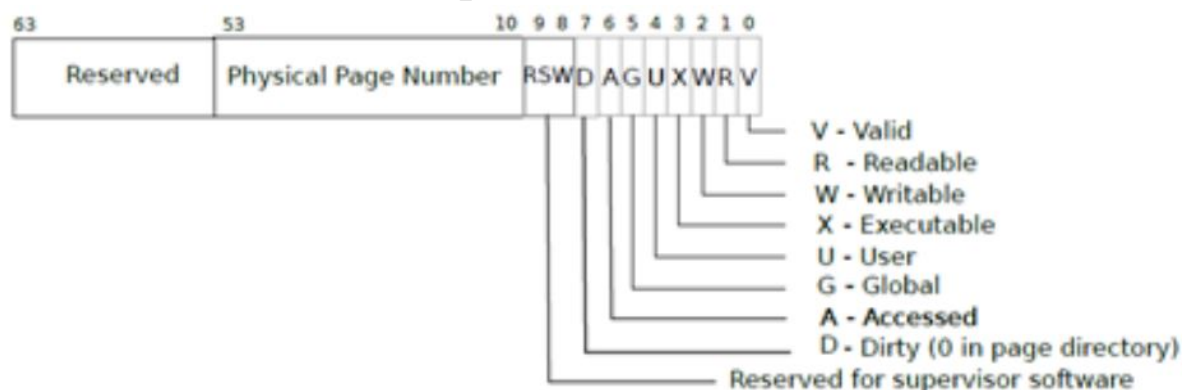 63 53 10 9 8 7 6 5 4 3 2 1 0
Reserved Physical Page Number RSW D A G U X W R V
V - Valid
R - Readable
W - Writable
X - Executable
U - User
G - Global
A - Accessed
D - Dirty (0 in page directory)
Reserved for supervisor software